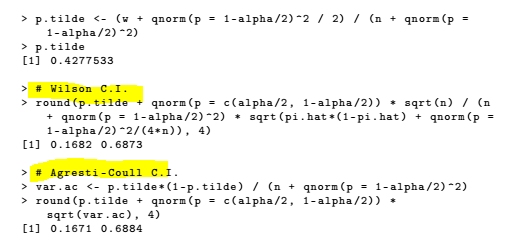 > p.tilde <- (w + qnorm(p = 1-alpha/2)^2 / 2) / (n + qnorm(p =
1-alpha/2)^2)
> p.tilde
[1] 0.4277533
> # Wilson C.I.
> round(p.tilde + qnorm(p = c(alpha/2, 1-alpha/2)) * sqrt(n) / (n
+ qnorm(p = 1-alpha/2)^2) * sqrt(pi.hat*(1-pi.hat) + qnorm(p =
1-alpha/2)^2/(4*n)), 4)
[1] 0.1682 0.6873
> # Agresti-Coull C.I.
> var.ac <- p.tilde*(1-p.tilde) / (n + qnorm(p = 1-alpha/2)^2)
> round(p.tilde + qnorm(p = c(alpha/2, 1-alpha/2)) *
sqrt(var.ac), 4)
[1] 0.1671 0.6884